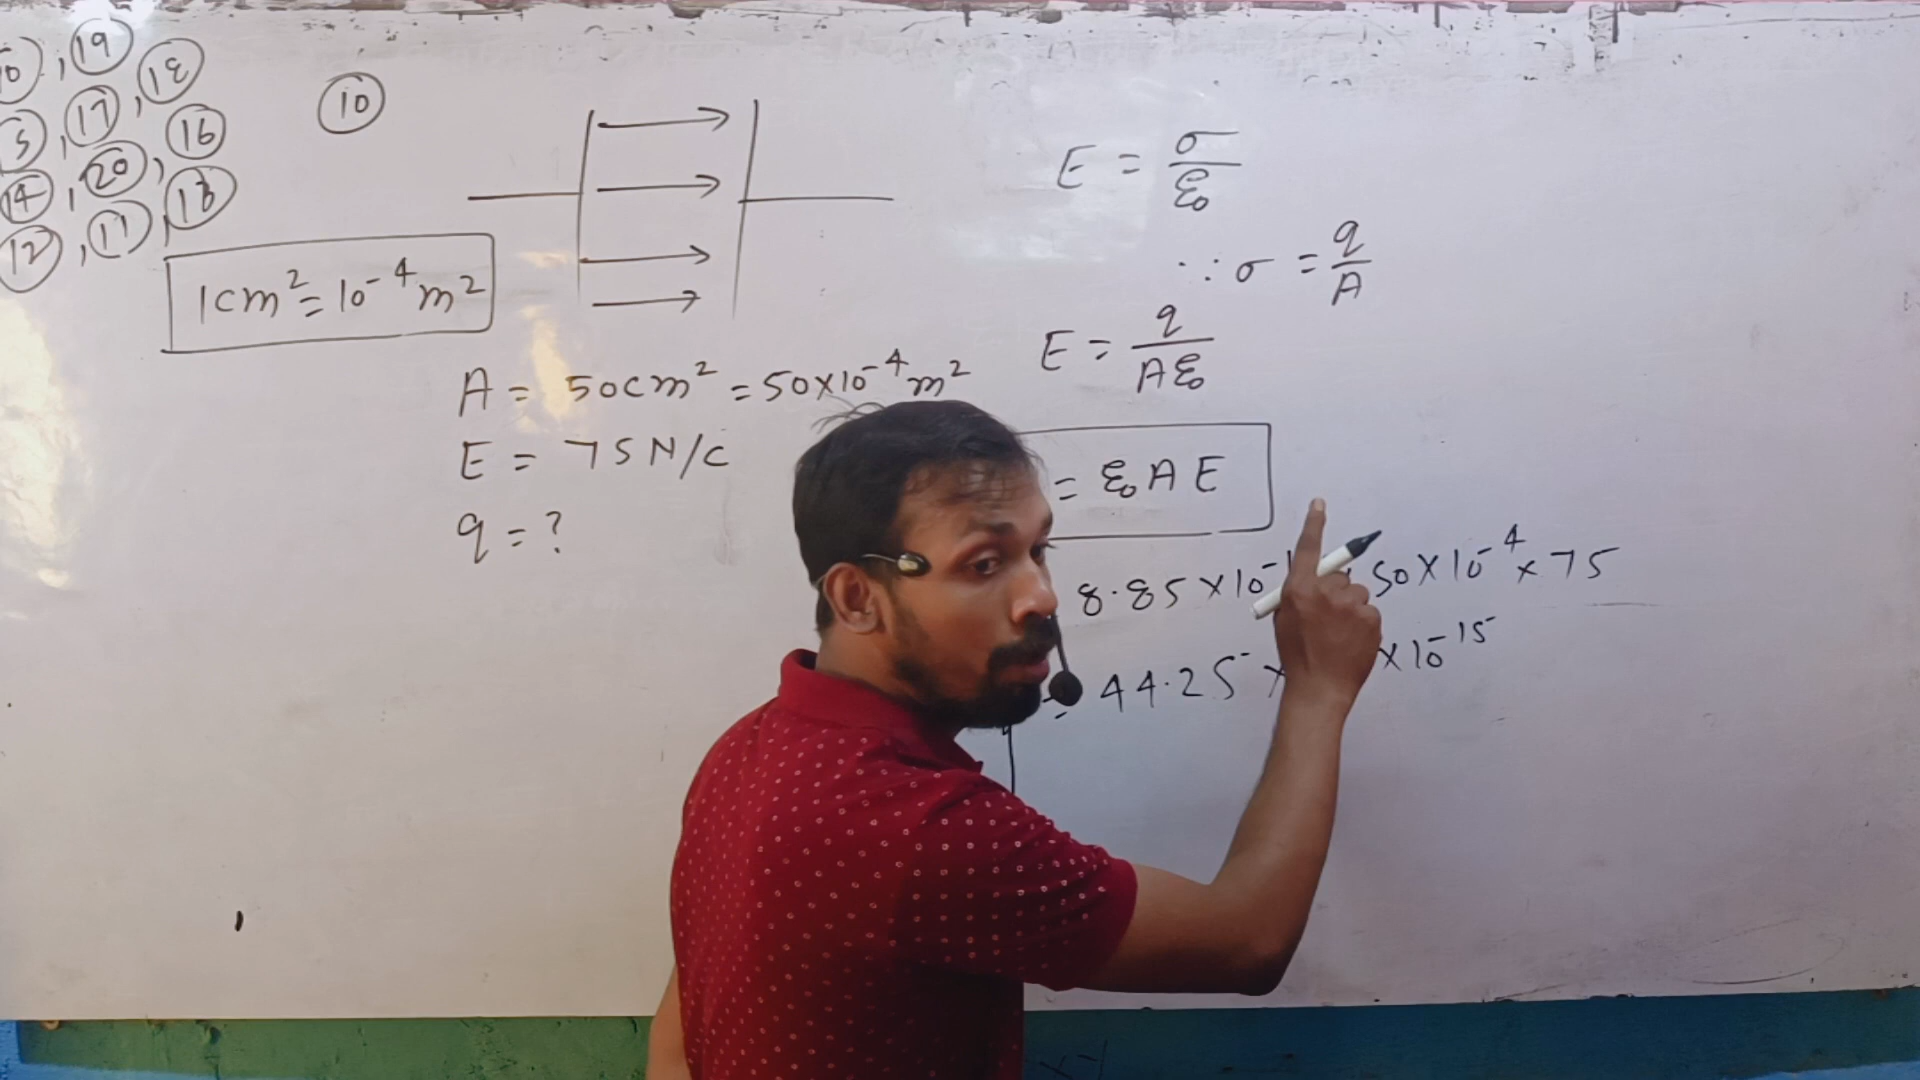 , 19
, 17 , 18
14 , 20 , 16
12 , 11 , 13
10
1cm² = 10⁻⁴ m²
A = 50cm² = 50×10⁻⁴ m²
E = 75 N/C
q = ?
E = σ/ε₀
∵ σ = q/A
E = q/Aε₀
= ε₀ A E
8.85 × 10⁻ 50 × 10⁻⁴ × 75
= 44.25 × × 10⁻¹⁵